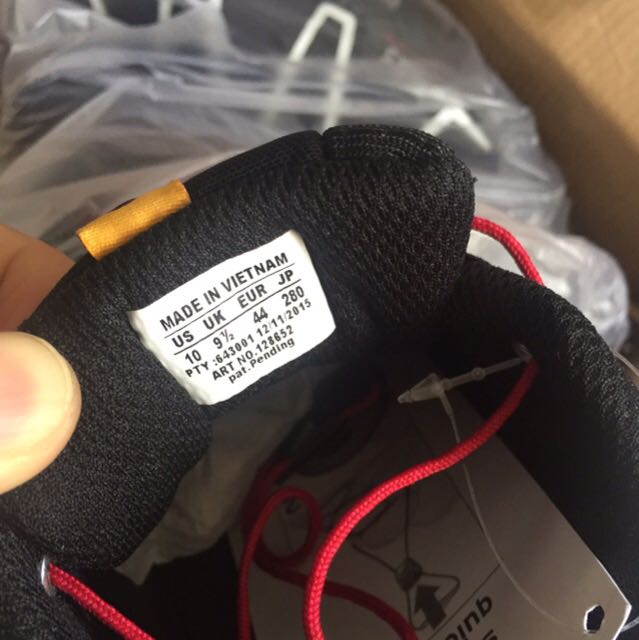 MADE IN VIETNAM
US UK EUR JP
10 9½ 44 280
PTY :643001 12/11/2015
ART NO.128652
pat.Pending